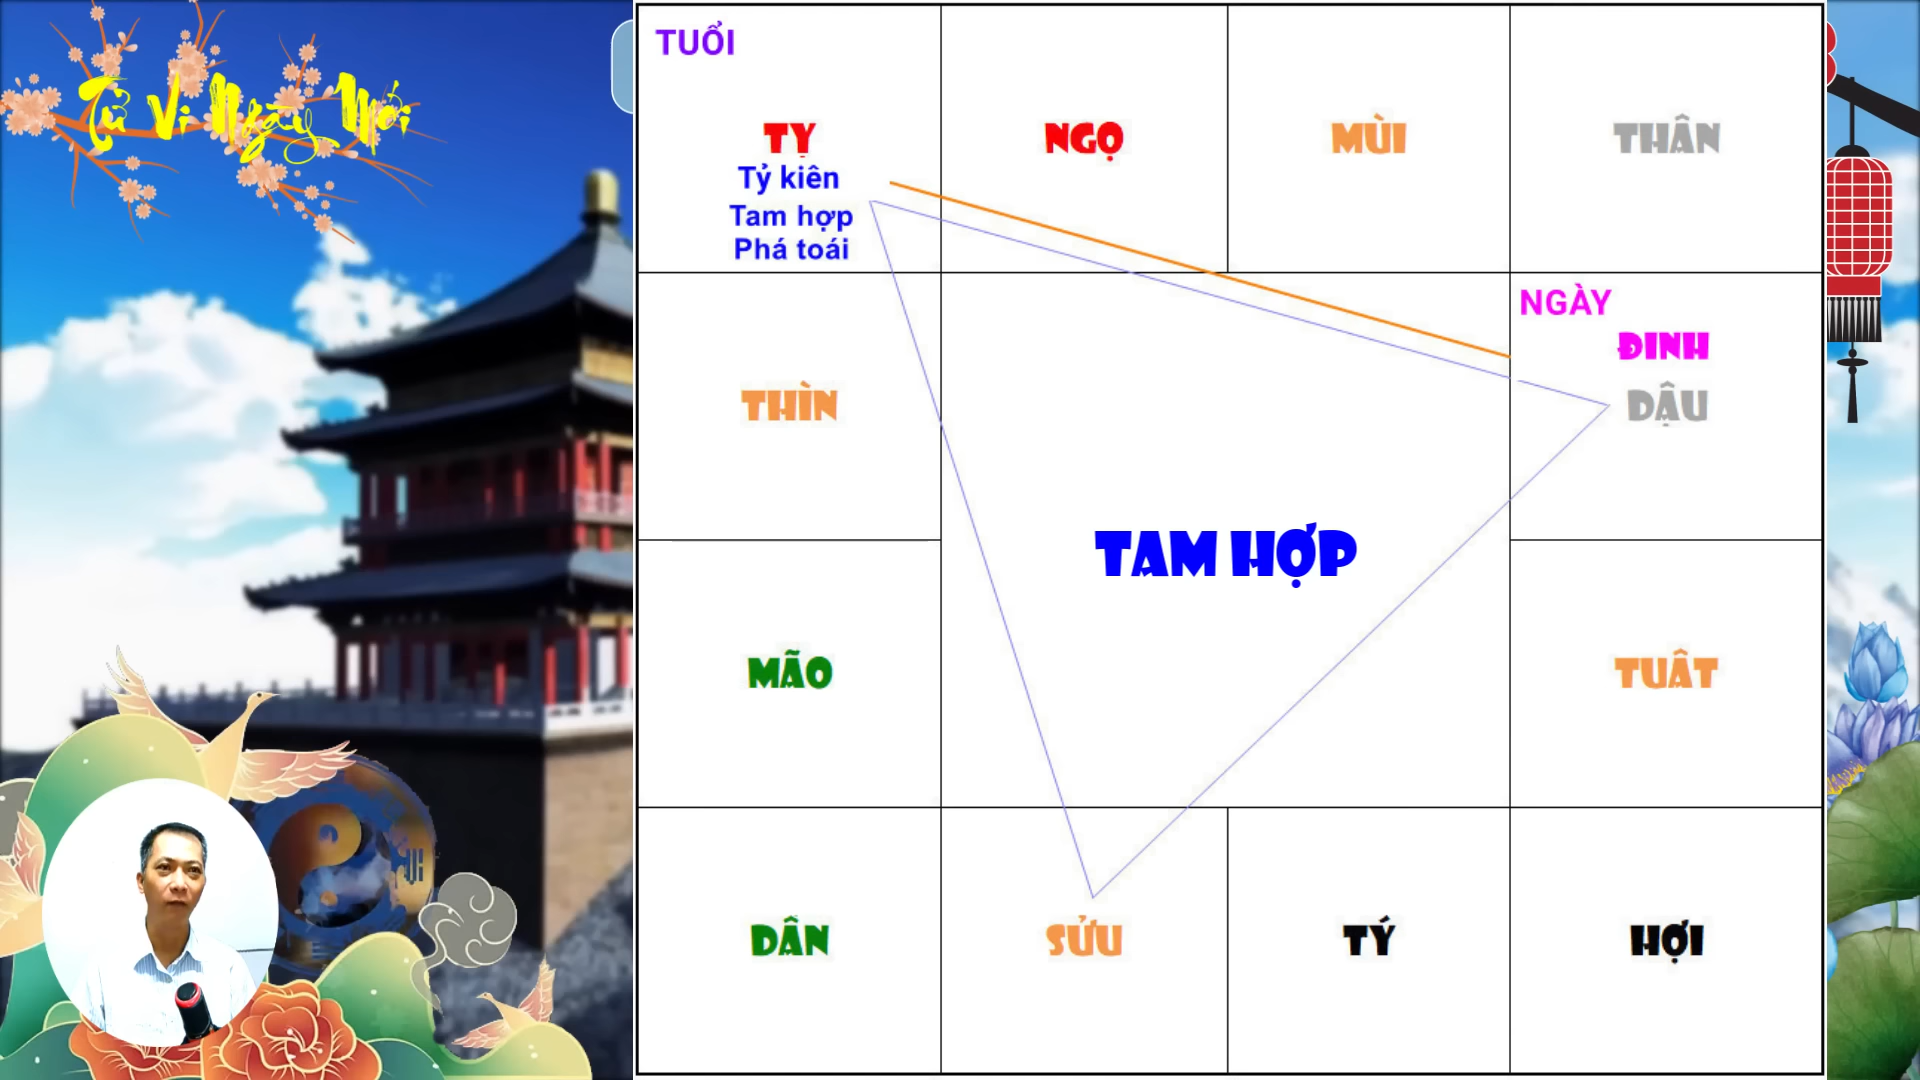 Tử Vi Ngày Mới
TUỔI
TỴ
Tỷ kiên
Tam hợp
Phá toái
NGỌ
MÙI
THÂN
THÌN
NGÀY
ĐINH
DẬU
TAM HỢP
MÃO
TUẤT
DẦN
SỬU
TÝ
HỢI